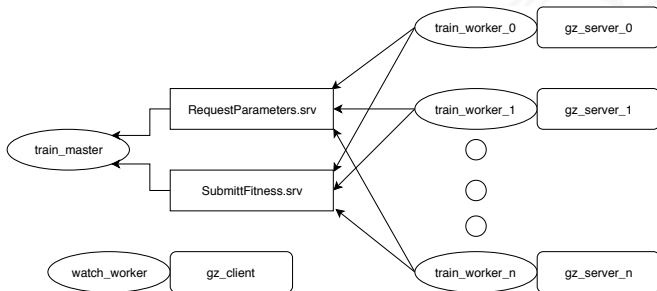 train_worker_0
gz_server_0
RequestParameters.srv
train_worker_1
gz_server_1
train_master
SubmittFitness.srv
watch_worker
gz_client
train_worker_n
gz_server_n